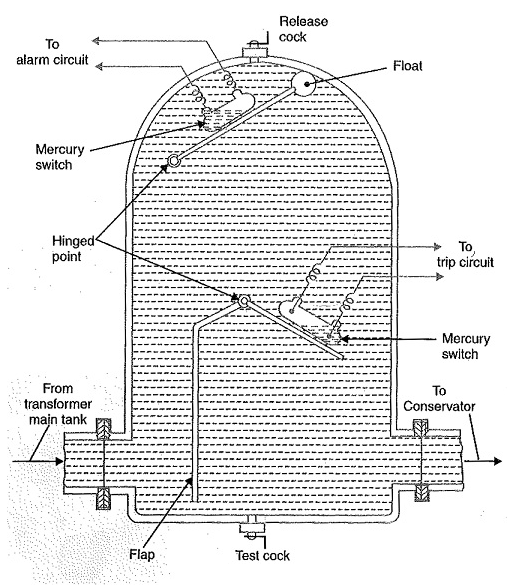 Release
cock
To
alarm circuit
Float
Mercury
switch
Hinged
point
To
trip circuit
Mercury
switch
From
transformer
main tank
To
Conservator
Flap
Test cock